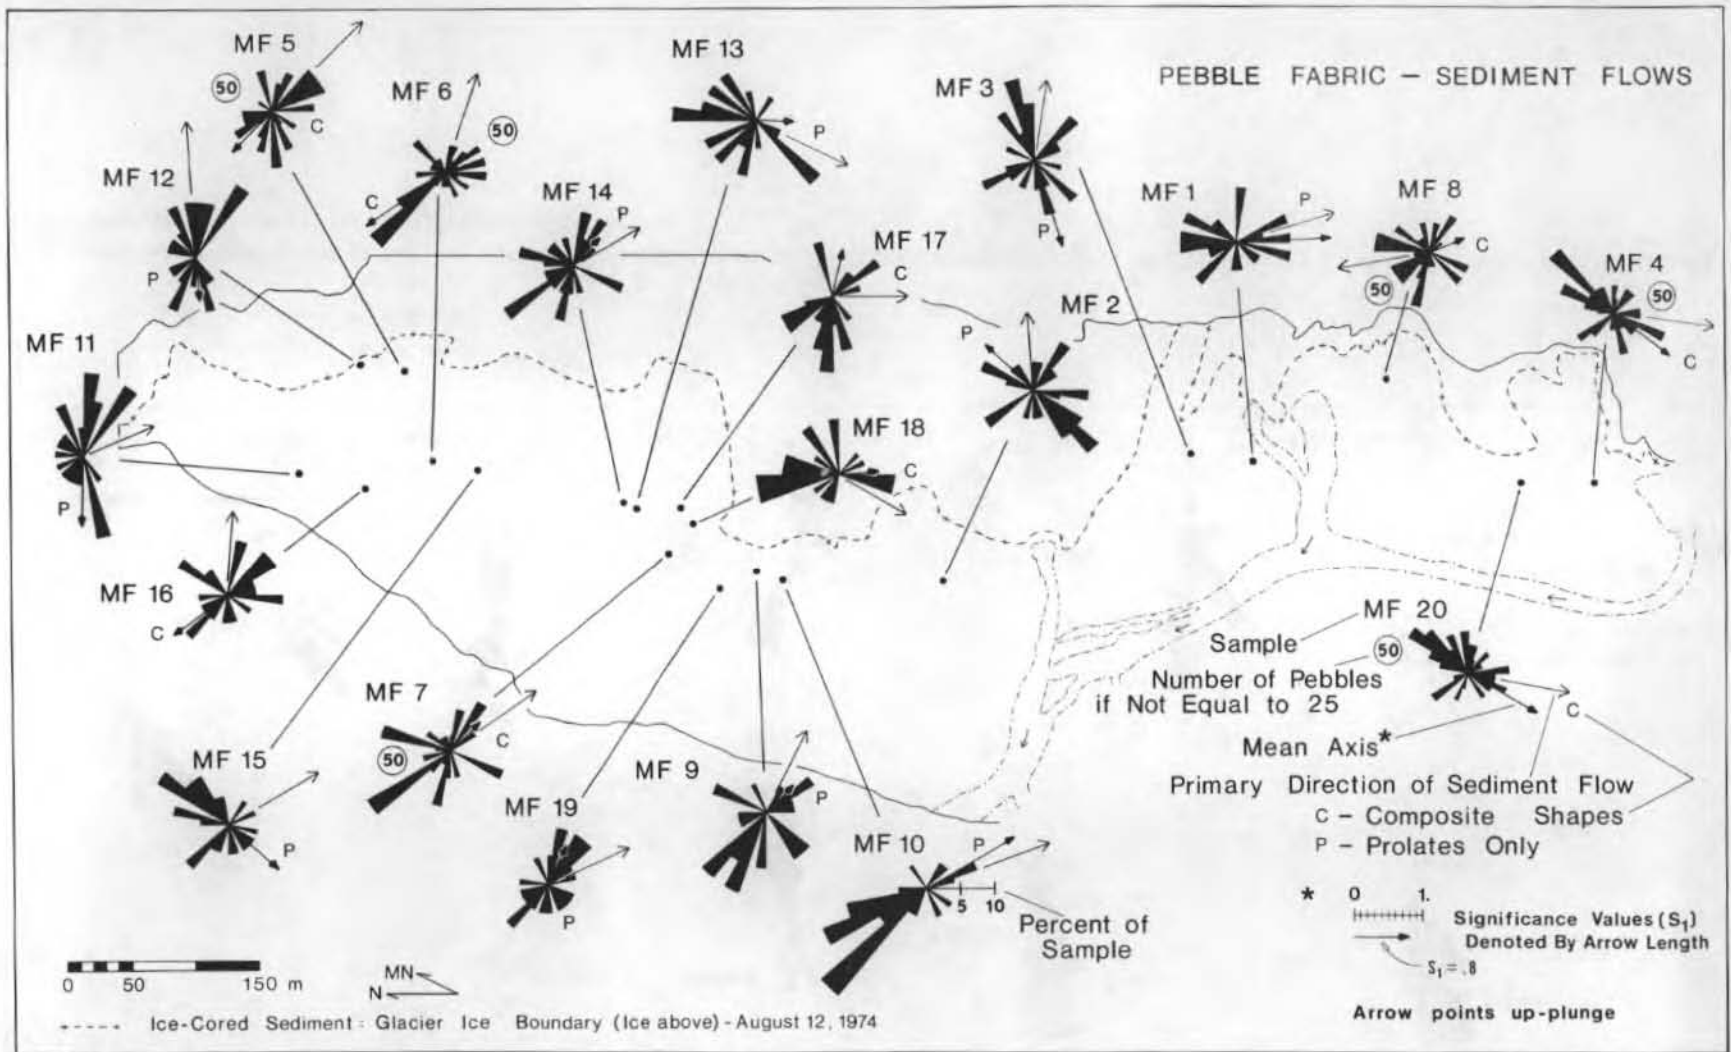 PEBBLE FABRIC – SEDIMENT FLOWS
MF 5
50
C
MF 6
50
C
MF 13
P
MF 3
P
MF 12
P
MF 14
P
MF 17
C
MF 1
P
MF 8
C
50
MF 4
50
C
MF 2
P
MF 11
P
MF 18
C
MF 16
C
MF 7
C
50
MF 15
P
MF 19
P
MF 9
P
MF 10
P
5 10
Percent of
Sample
MF 20
Sample
50
Number of Pebbles
if Not Equal to 25
C
Mean Axis*
Primary Direction of Sediment Flow
C – Composite Shapes
P – Prolates Only
* 0 1.
Significance Values (S₁)
Denoted By Arrow Length
S₁ = .8
Arrow points up-plunge
0 50 150 m
MN
N
Ice-Cored Sediment : Glacier Ice Boundary (Ice above) - August 12, 1974